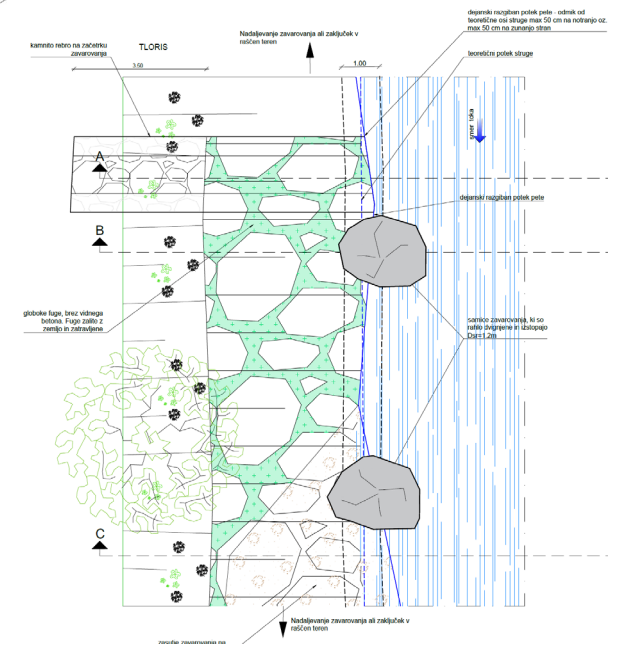 dejanski razgiban potek pete - odmik od
teoretične osi struge max 50 cm na notranjo oz.
max 50 cm na zunanjo stran
Nadaljevanje zavarovanja ali zaključek v
raščen teren
kamnito rebro na začetku
zavarovanja
TLORIS
teoretični potek struge
3.50
1.00
smer toka
A
dejanski razgiban potek pete
B
globoke fuge, brez vidnega
betona. Fuge zalite z
zemljo in zatravljene
samice zavarovanja, ki so
rahlo dvignjene in izstopajo
Dsr=1.2m
C
Nadaljevanje zavarovanja ali zaključek v
raščen teren
zasutje zavarovanja na